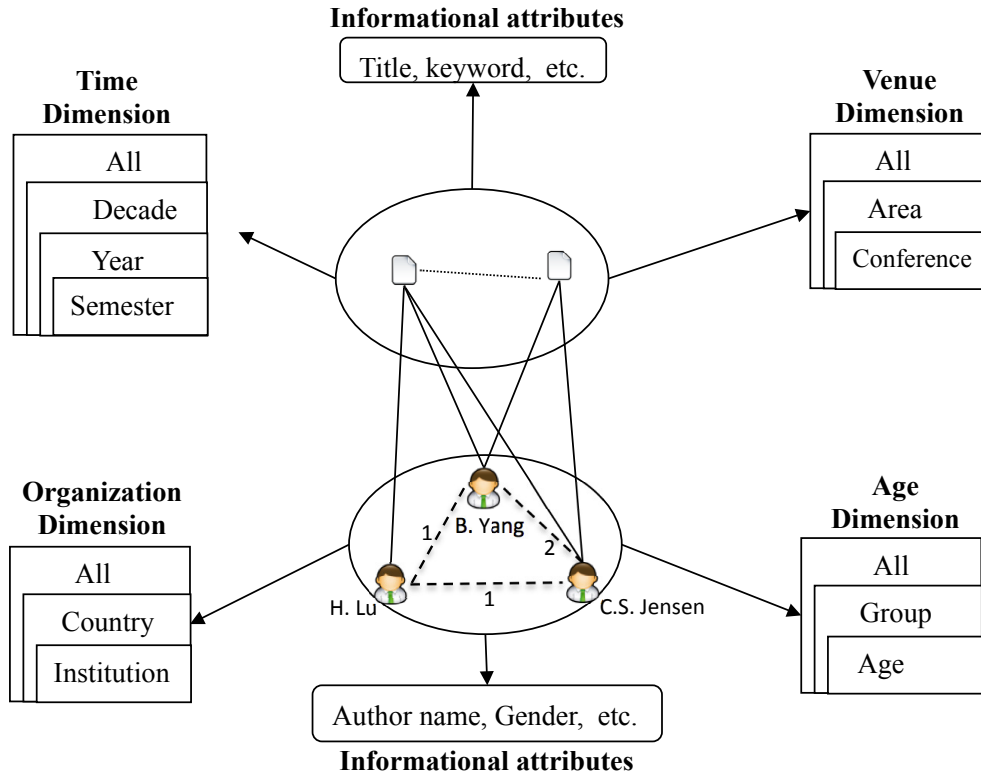 Informational attributes
Title, keyword, etc.
Time
Dimension
All
Decade
Year
Semester
Venue
Dimension
All
Area
Conference
Organization
Dimension
All
Country
Institution
B. Yang
1
2
1
H. Lu
C.S. Jensen
Age
Dimension
All
Group
Age
Author name, Gender, etc.
Informational attributes